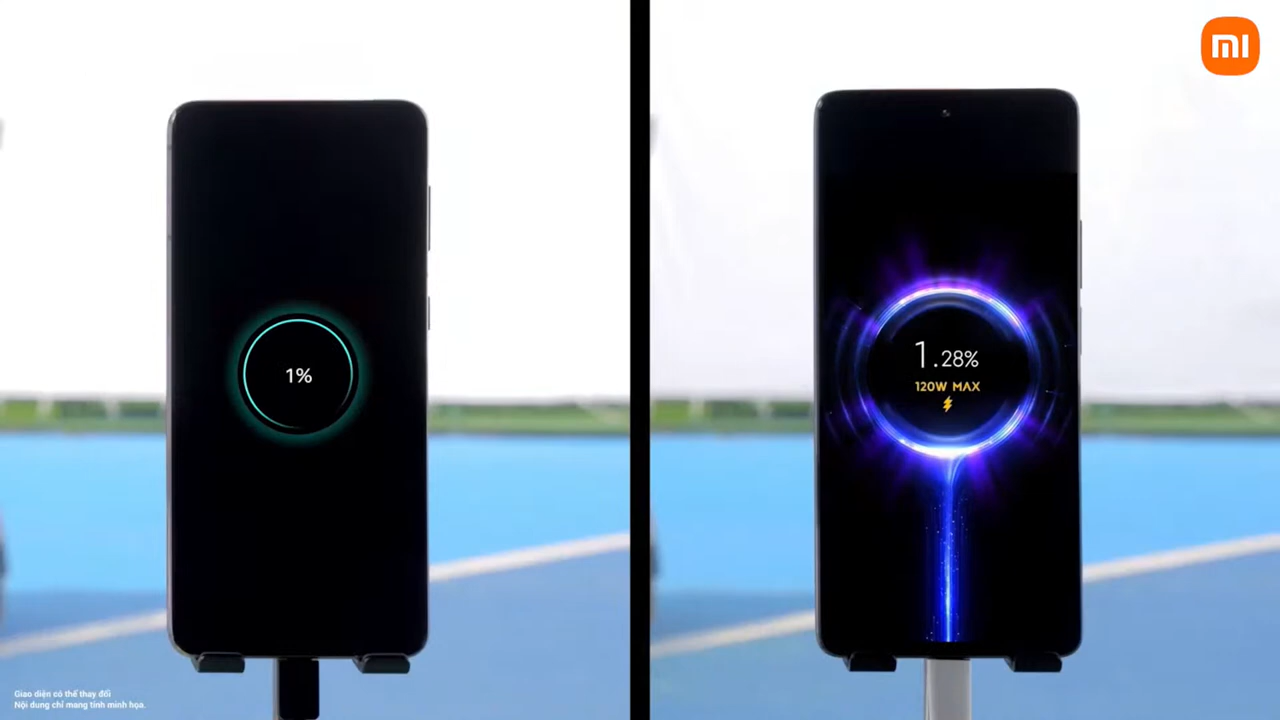 mi
1%
1.28%
120W MAX
Giao diện có thể thay đổi
Nội dung chỉ mang tính minh họa.